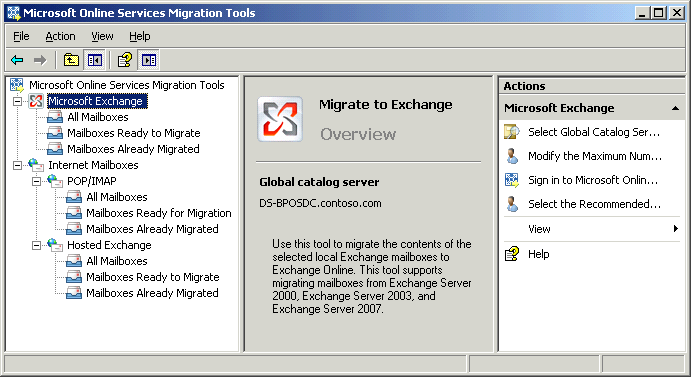 Microsoft Online Services Migration Tools
File Action View Help
Microsoft Online Services Migration Tools
Microsoft Exchange
All Mailboxes
Mailboxes Ready to Migrate
Mailboxes Already Migrated
Internet Mailboxes
POP/IMAP
All Mailboxes
Mailboxes Ready for Migration
Mailboxes Already Migrated
Hosted Exchange
All Mailboxes
Mailboxes Ready to Migrate
Mailboxes Already Migrated
Migrate to Exchange
Overview
Global catalog server
DS-BPOSDC.contoso.com
Use this tool to migrate the contents of the
selected local Exchange mailboxes to
Exchange Online. This tool supports
migrating mailboxes from Exchange Server
2000, Exchange Server 2003, and
Exchange Server 2007.
Actions
Microsoft Exchange
Select Global Catalog Ser...
Modify the Maximum Num...
Sign in to Microsoft Onlin...
Select the Recommended...
View
Help